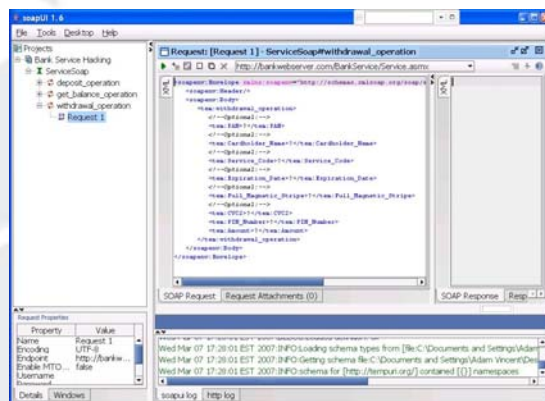 soapUI 1.6
File Tools Desktop Help
Projects
Bank Service Hacking
ServiceSoap
deposit_operation
get_balance_operation
withdrawal_operation
Request 1
Request: [Request 1] - ServiceSoap#withdrawal_operation
http://bankwebserver.com/BankService/Service.asmx
<soapenv:Envelope xmlns:soapenv="http://schemas.xmlsoap.org/soap/e
<soapenv:Header/>
<soapenv:Body>
<tem:withdrawal_operation>
<!--Optional:-->
<tem:PAN>?</tem:PAN>
<!--Optional:-->
<tem:Cardholder_Name>?</tem:Cardholder_Name>
<!--Optional:-->
<tem:Service_Code>?</tem:Service_Code>
<!--Optional:-->
<tem:Expiration_Date>?</tem:Expiration_Date>
<!--Optional:-->
<tem:Full_Magnetic_Stripe>?</tem:Full_Magnetic_Stripe>
<!--Optional:-->
<tem:CVC2>?</tem:CVC2>
<tem:PIN_Number>?</tem:PIN_Number>
<tem:Amount>?</tem:Amount>
</tem:withdrawal_operation>
</soapenv:Body>
</soapenv:Envelope>
SOAP Request Request Attachments (0)
SOAP Response Resp...
Request Properties
Property Value
Name Request 1
Encoding UTF-8
Endpoint http://bankw...
Enable MTO... false
Username
Details Windows
Wed Mar 07 17:28:01 EST 2007:INFO:Loading schema types from [file:C:\Documents and Settings\Adam
Wed Mar 07 17:28:01 EST 2007:INFO:Getting schema file:C:\Documents and Settings\Adam Vincent\Des
Wed Mar 07 17:28:01 EST 2007:INFO:schema for [http://tempuri.org/] contained [{}] namespaces
soapui log http log